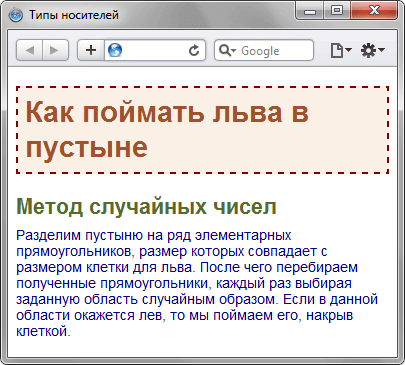 Типы носителей
Google
Как поймать льва в
пустыне
Метод случайных чисел
Разделим пустыню на ряд элементарных
прямоугольников, размер которых совпадает с
размером клетки для льва. После чего перебираем
полученные прямоугольники, каждый раз выбирая
заданную область случайным образом. Если в данной
области окажется лев, то мы поймаем его, накрыв
клеткой.